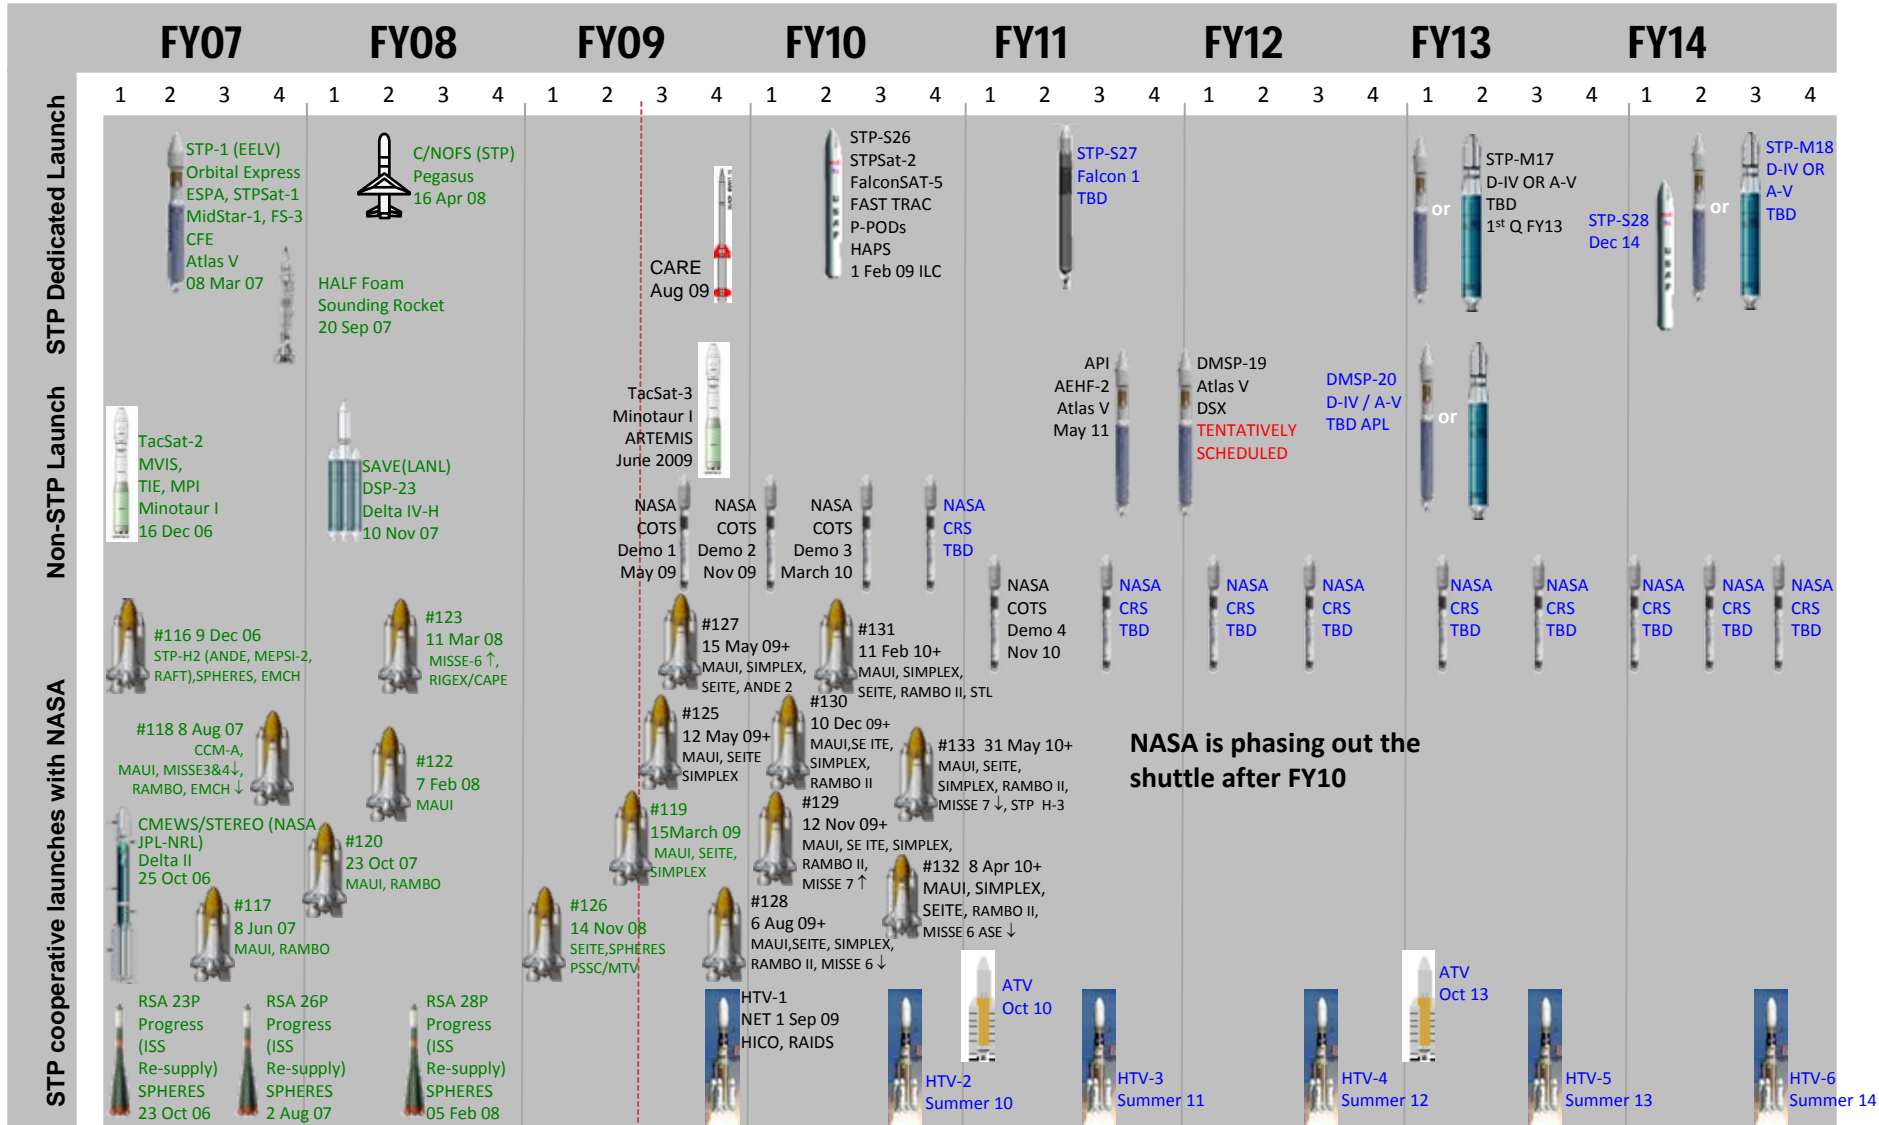 FY07 FY08 FY09 FY10 FY11 FY12 FY13 FY14
1 2 3 4 1 2 3 4 1 2 3 4 1 2 3 4 1 2 3 4 1 2 3 4 1 2 3 4 1 2 3 4
STP Dedicated Launch
STP-1 (EELV)
Orbital Express
ESPA, STPSat-1
MidStar-1, FS-3
CFE
Atlas V
08 Mar 07
HALF Foam
Sounding Rocket
20 Sep 07
C/NOFS (STP)
Pegasus
16 Apr 08
CARE
Aug 09
STP-S26
STPSat-2
FalconSAT-5
FAST TRAC
P-PODs
HAPS
1 Feb 09 ILC
STP-S27
Falcon 1
TBD
or
STP-M17
D-IV OR A-V
TBD
1st Q FY13
STP-S28
Dec 14
or
STP-M18
D-IV OR
A-V
TBD
Non-STP Launch
TacSat-2
MVIS,
TIE, MPI
Minotaur I
16 Dec 06
SAVE(LANL)
DSP-23
Delta IV-H
10 Nov 07
TacSat-3
Minotaur I
ARTEMIS
June 2009
NASA
COTS
Demo 1
May 09
NASA
COTS
Demo 2
Nov 09
NASA
COTS
Demo 3
March 10
NASA
CRS
TBD
API
AEHF-2
Atlas V
May 11
DMSP-19
Atlas V
DSX
TENTATIVELY
SCHEDULED
DMSP-20
D-IV / A-V
TBD APL
or
NASA
COTS
Demo 4
Nov 10
NASA
CRS
TBD
NASA
CRS
TBD
NASA
CRS
TBD
NASA
CRS
TBD
NASA
CRS
TBD
NASA
CRS
TBD
NASA
CRS
TBD
NASA
CRS
TBD
STP cooperative launches with NASA
#116 9 Dec 06
STP-H2 (ANDE, MEPSI-2,
RAFT),SPHERES, EMCH
#118 8 Aug 07
CCM-A,
MAUI, MISSE3&4↓,
RAMBO, EMCH ↓
CMEWS/STEREO (NASA
JPL-NRL)
Delta II
25 Oct 06
#117
8 Jun 07
MAUI, RAMBO
#123
11 Mar 08
MISSE-6 ↑,
RIGEX/CAPE
#122
7 Feb 08
MAUI
#120
23 Oct 07
MAUI, RAMBO
#127
15 May 09+
MAUI, SIMPLEX,
SEITE, ANDE 2
#125
12 May 09+
MAUI, SEITE
SIMPLEX
#119
15March 09
MAUI, SEITE,
SIMPLEX
#126
14 Nov 08
SEITE,SPHERES
PSSC/MTV
#131
11 Feb 10+
MAUI, SIMPLEX,
SEITE, RAMBO II, STL
#130
10 Dec 09+
MAUI,SE ITE,
SIMPLEX,
RAMBO II
#129
12 Nov 09+
MAUI, SE ITE, SIMPLEX,
RAMBO II,
MISSE 7 ↑
#128
6 Aug 09+
MAUI,SEITE, SIMPLEX,
RAMBO II, MISSE 6 ↓
#133 31 May 10+
MAUI, SEITE,
SIMPLEX, RAMBO II,
MISSE 7 ↓, STP H-3
#132 8 Apr 10+
MAUI, SIMPLEX,
SEITE, RAMBO II,
MISSE 6 ASE ↓
NASA is phasing out the
shuttle after FY10
RSA 23P
Progress
(ISS
Re-supply)
SPHERES
23 Oct 06
RSA 26P
Progress
(ISS
Re-supply)
SPHERES
2 Aug 07
RSA 28P
Progress
(ISS
Re-supply)
SPHERES
05 Feb 08
HTV-1
NET 1 Sep 09
HICO, RAIDS
HTV-2
Summer 10
ATV
Oct 10
HTV-3
Summer 11
HTV-4
Summer 12
ATV
Oct 13
HTV-5
Summer 13
HTV-6
Summer 14